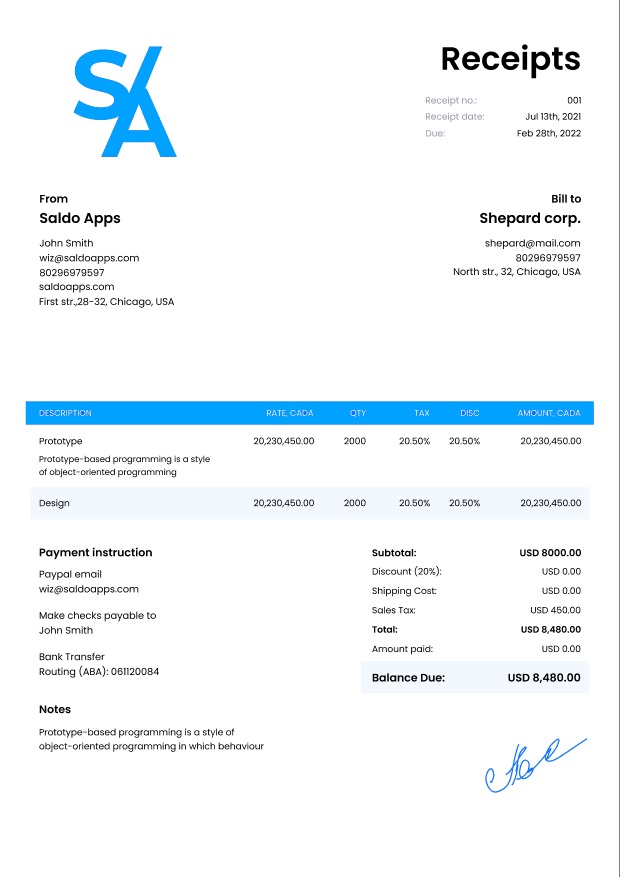 SA
Receipts
Receipt no.: 001
Receipt date: Jul 13th, 2021
Due: Feb 28th, 2022
From
Saldo Apps
John Smith
wiz@saldoapps.com
80296979597
saldoapps.com
First str.,28-32, Chicago, USA
Bill to
Shepard corp.
shepard@mail.com
80296979597
North str., 32, Chicago, USA
DESCRIPTION RATE, CADA QTY TAX DISC AMOUNT, CADA
Prototype 20,230,450.00 2000 20.50% 20.50% 20,230,450.00
Prototype-based programming is a style
of object-oriented programming
Design 20,230,450.00 2000 20.50% 20.50% 20,230,450.00
Payment instruction
Paypal email
wiz@saldoapps.com
Make checks payable to
John Smith
Bank Transfer
Routing (ABA): 061120084
Subtotal: USD 8000.00
Discount (20%): USD 0.00
Shipping Cost: USD 0.00
Sales Tax: USD 450.00
Total: USD 8,480.00
Amount paid: USD 0.00
Balance Due: USD 8,480.00
Notes
Prototype-based programming is a style of
object-oriented programming in which behaviour